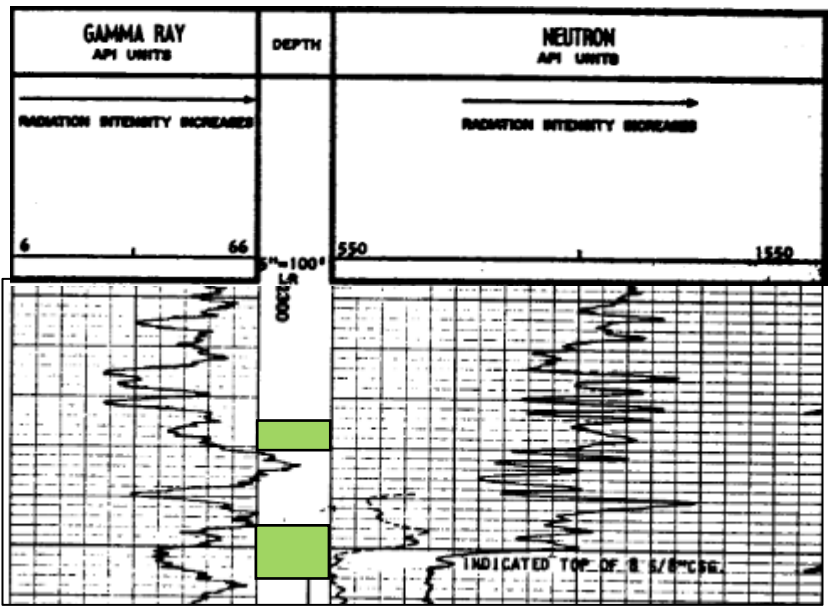 GAMMA RAY
API UNITS
DEPTH
NEUTRON
API UNITS
RADIATION INTENSITY INCREASES
RADIATION INTENSITY INCREASES
6 66
5"=100'
550 1550
INDICATED TOP OF 8 5/8"CSG.